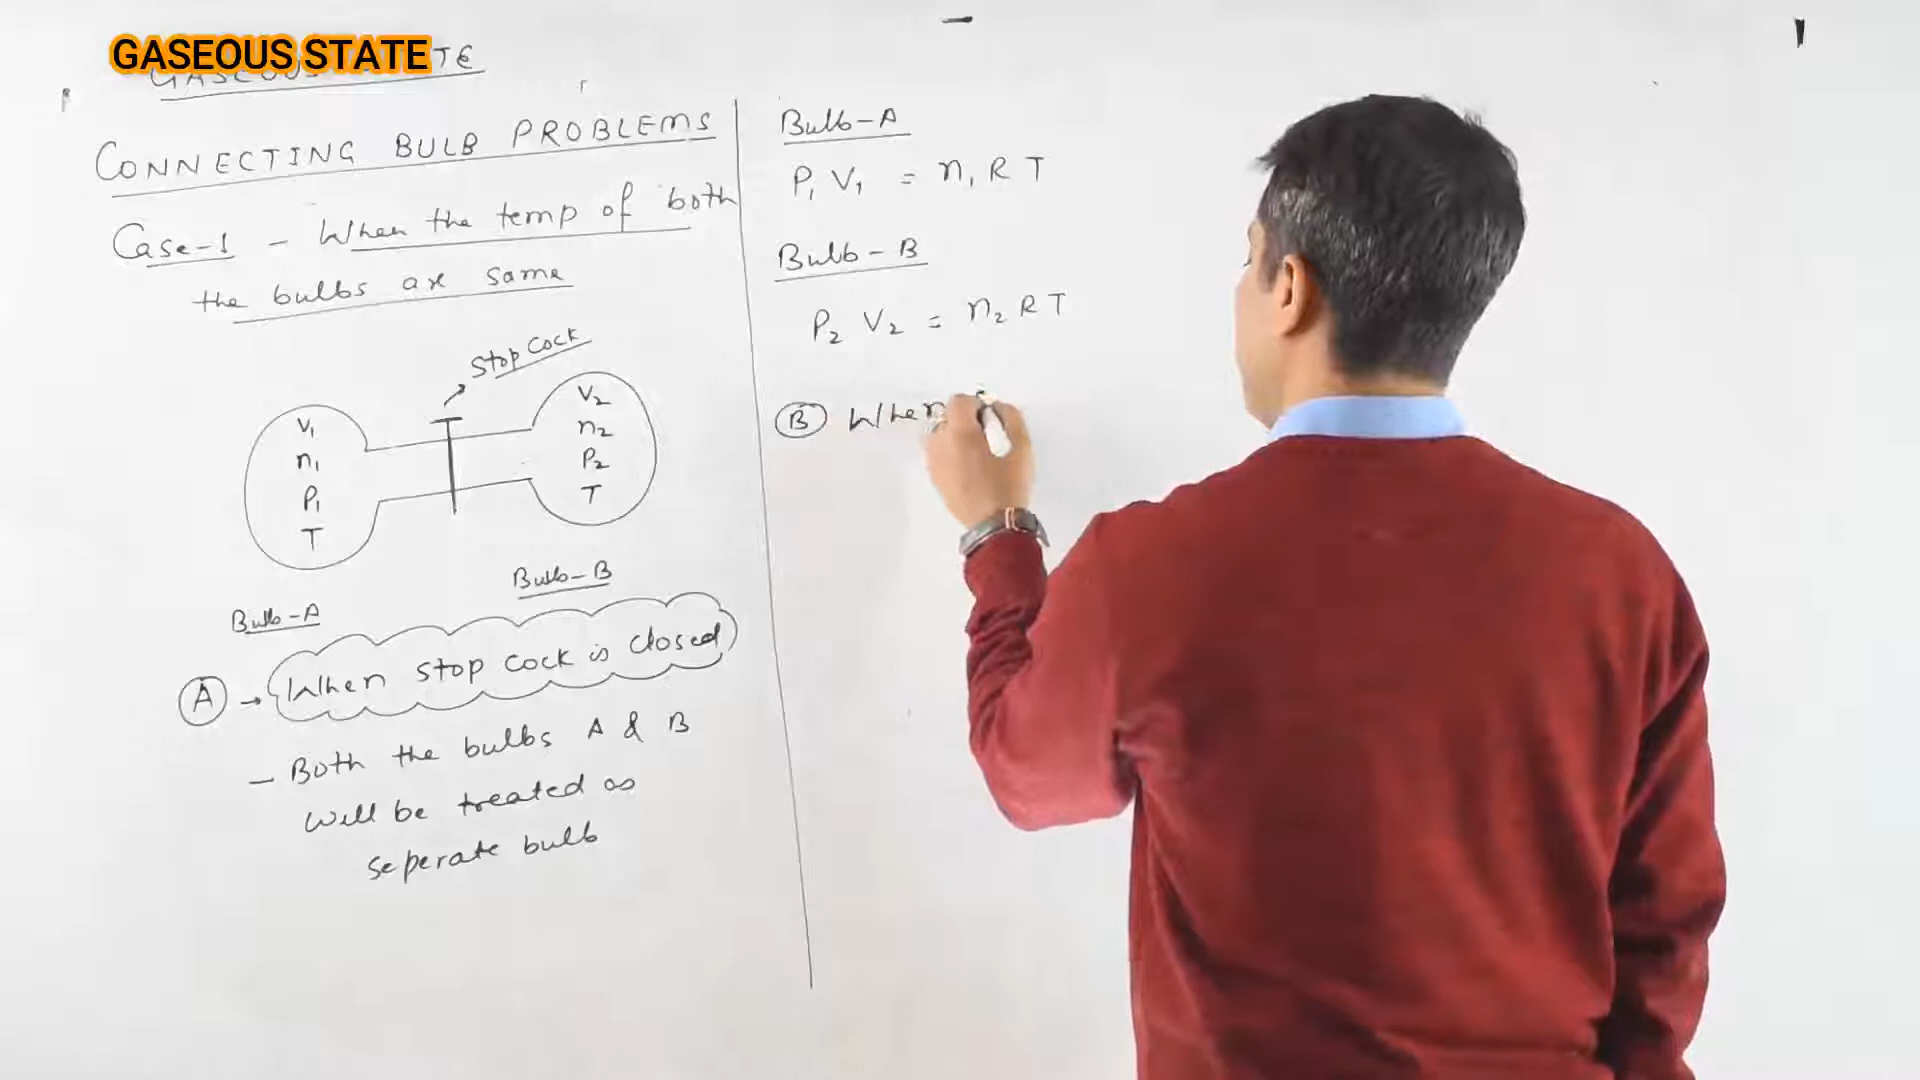 GASEOUS STATE
CONNECTING BULB PROBLEMS
Case-1 - When the temp of both
the bulbs are same
Stop Cock
V₁
n₁
P₁
T
V₂
n₂
P₂
T
Bulb-A
Bulb-B
A → When stop cock is closed
- Both the bulbs A & B
will be treated as
seperate bulb
Bulb-A
P₁ V₁ = n₁ R T
Bulb-B
P₂ V₂ = n₂ R T
B When